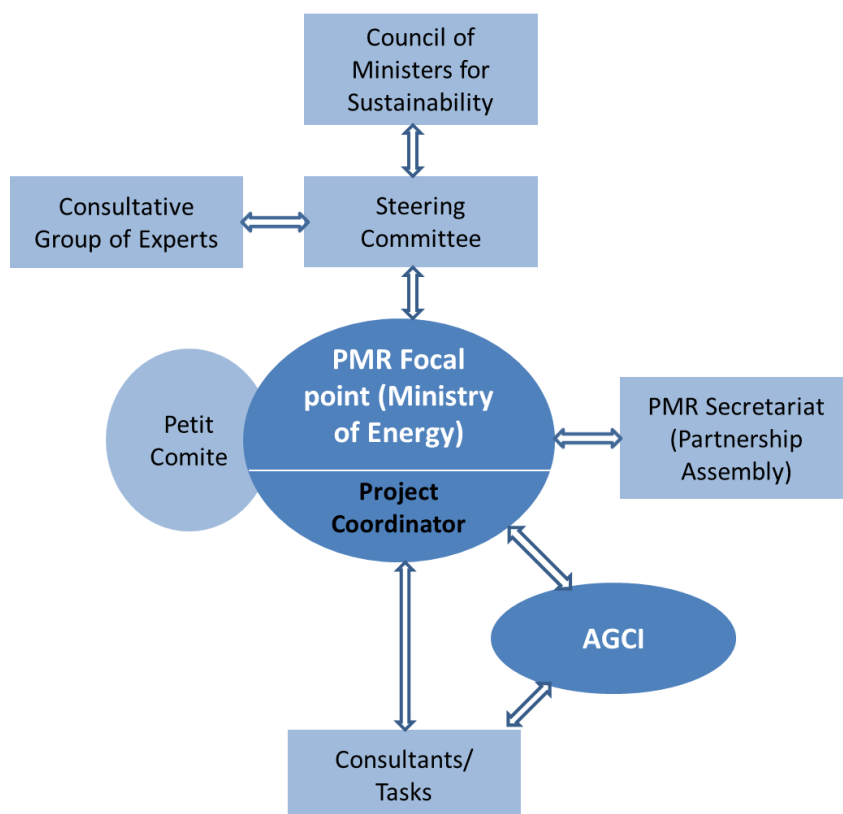 Council of
Ministers for
Sustainability
Consultative
Group of Experts
Steering
Committee
PMR Focal
point (Ministry
of Energy)
Petit
Comite
PMR Secretariat
(Partnership
Assembly)
Project
Coordinator
AGCI
Consultants/
Tasks